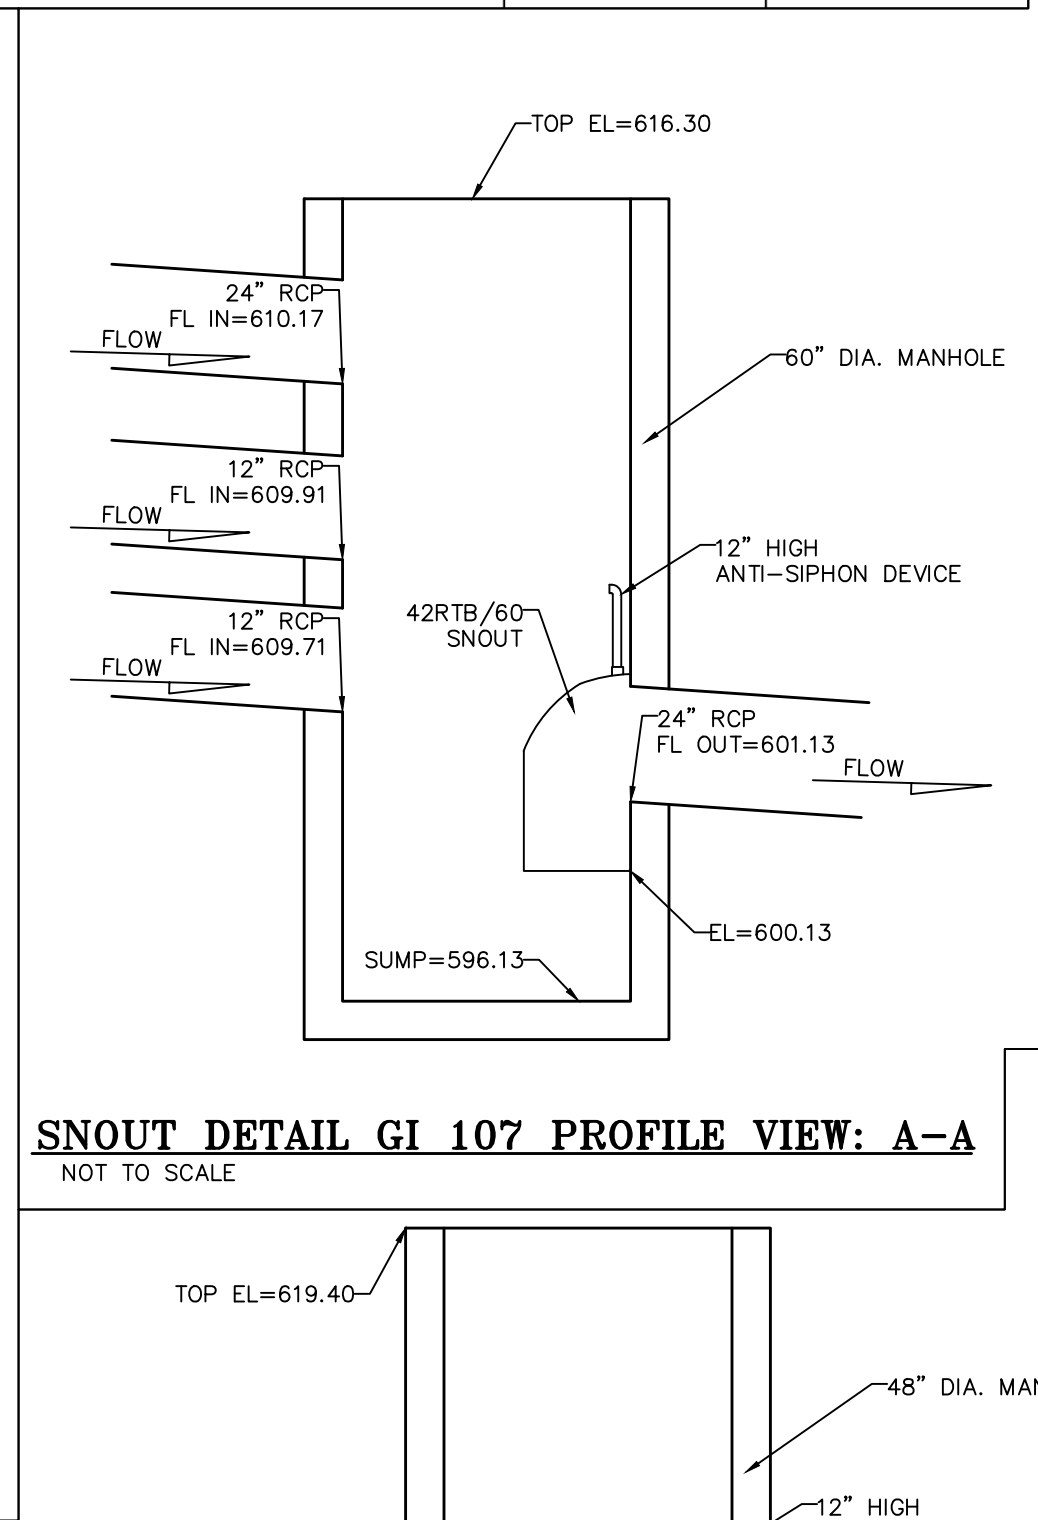 TOP EL=616.30
24” RCP
FL IN=610.17
FLOW
60” DIA. MANHOLE
12” RCP
FL IN=609.91
FLOW
12” HIGH
ANTI-SIPHON DEVICE
42RTB/60
SNOUT
12” RCP
FL IN=609.71
FLOW
24” RCP
FL OUT=601.13
FLOW
EL=600.13
SUMP=596.13
SNOUT DETAIL GI 107 PROFILE VIEW: A-A
NOT TO SCALE
TOP EL=619.40
48” DIA.
12” HIGH